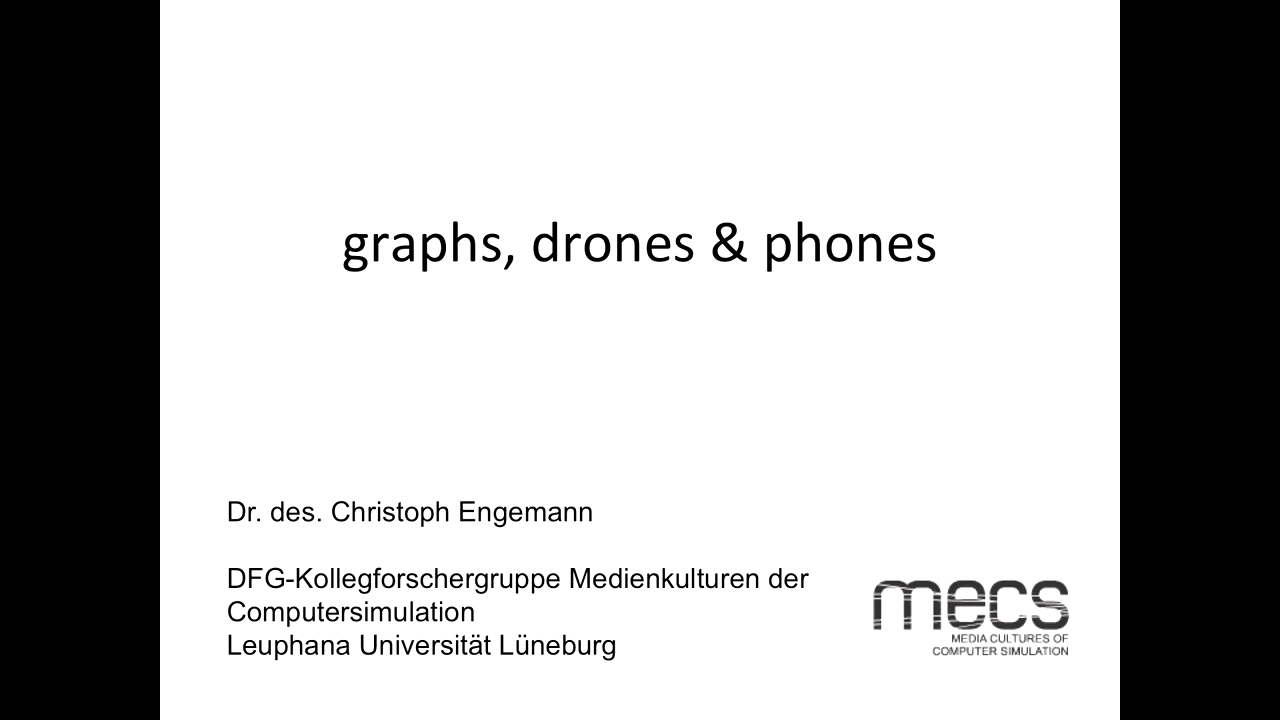 graphs, drones & phones
Dr. des. Christoph Engemann
DFG-Kollegforschergruppe Medienkulturen der
Computersimulation
Leuphana Universität Lüneburg
mecs
MEDIA CULTURES OF
COMPUTER SIMULATION